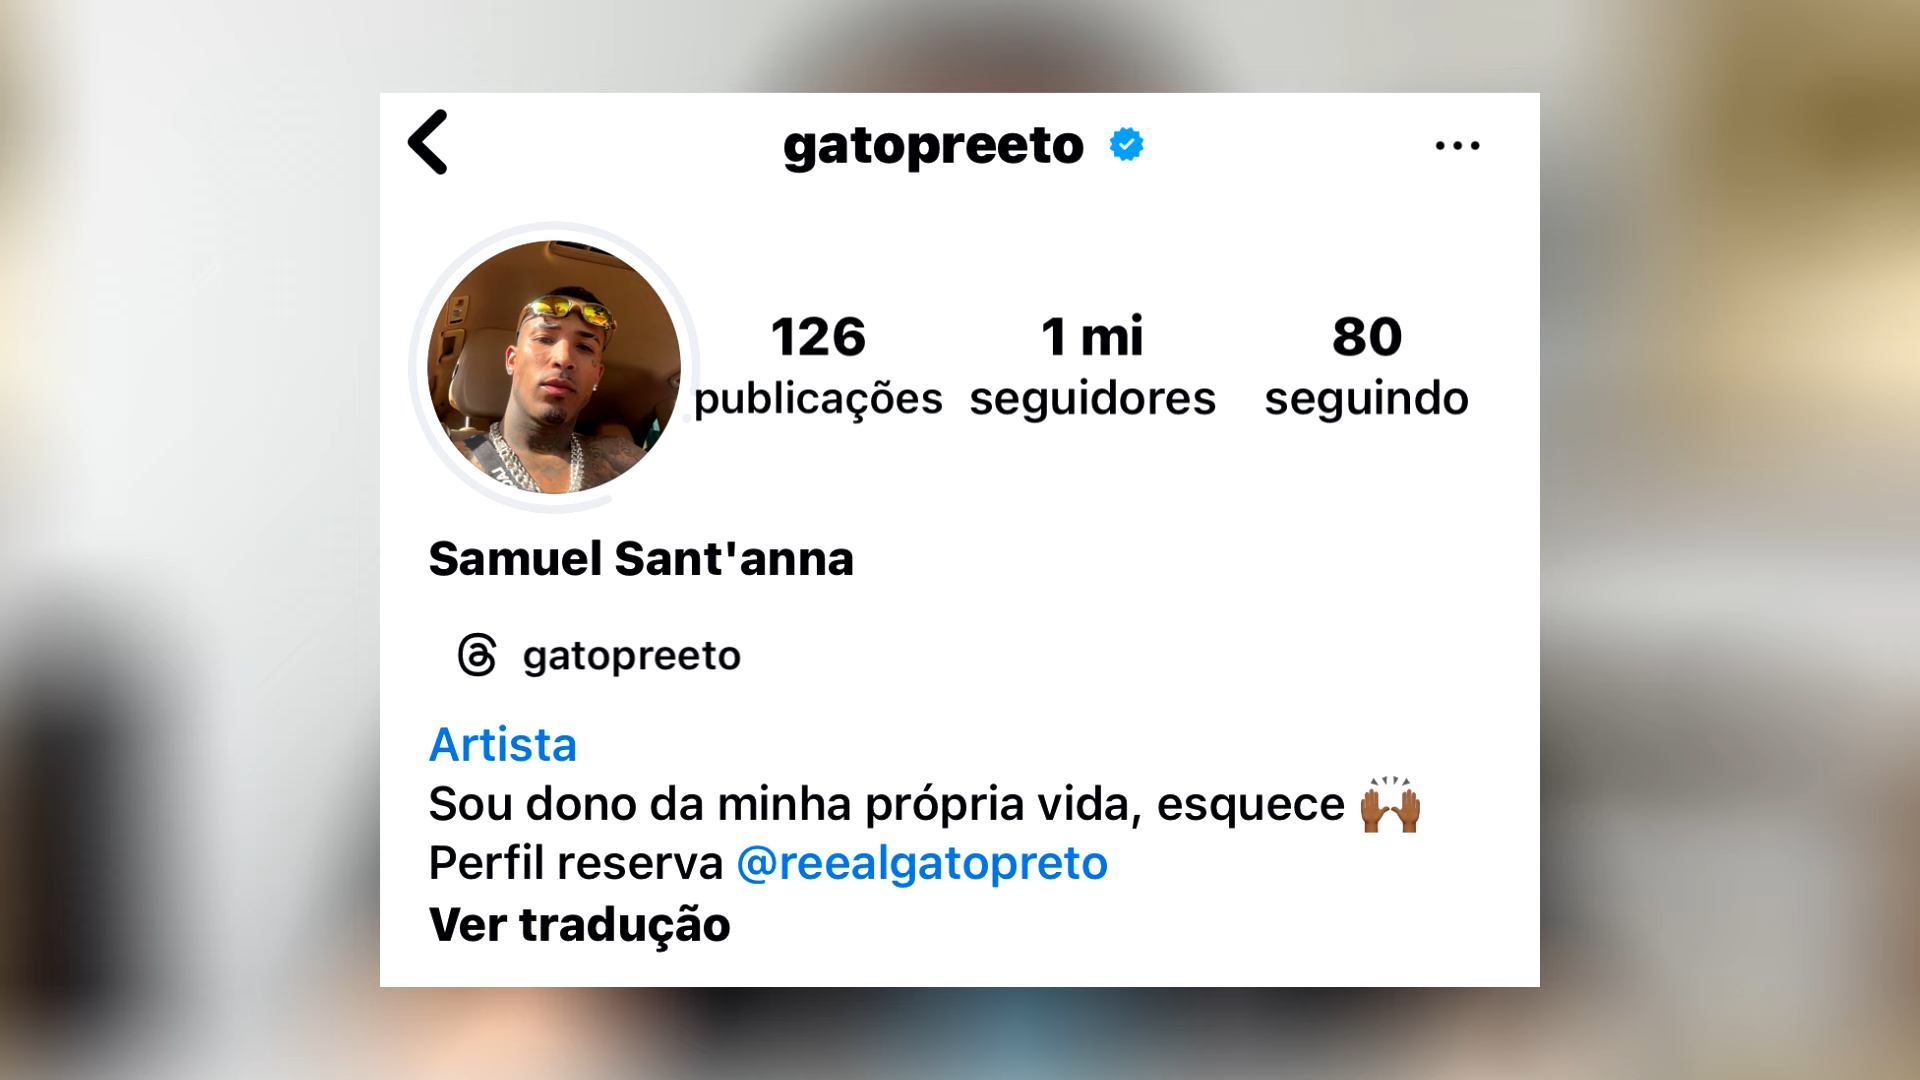 gatopreeto
126
publicações
1 mi
seguidores
80
seguindo
Samuel Sant'anna
gatopreeto
Artista
Sou dono da minha própria vida, esquece 🙌🏾
Perfil reserva @reealgatopreto
Ver tradução